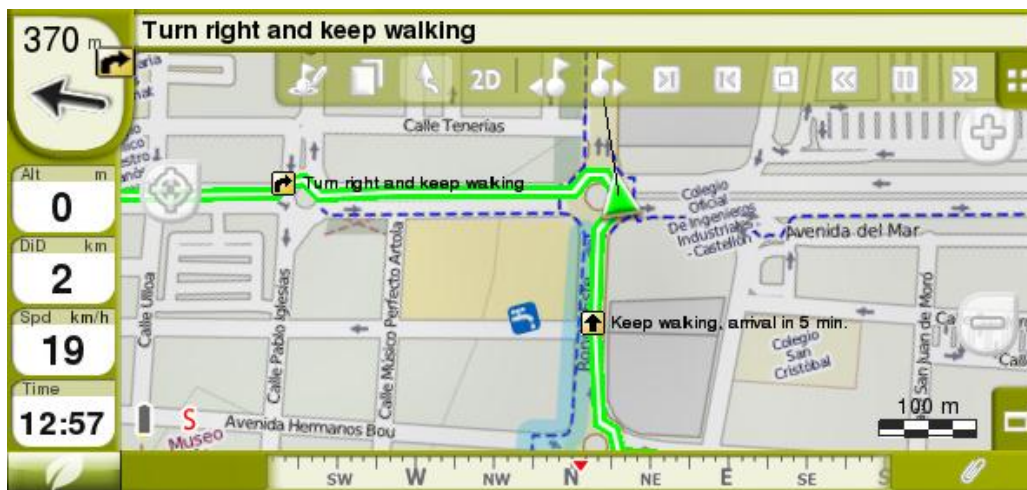 370 m
Turn right and keep walking
2D
Alt m
0
DiD km
2
Spd km/h
19
Time
12:57
Calle Tenerías
Turn right and keep walking
Colegio
Oficial
De Ingenieros
Industriales
- Castellón
Avenida del Mar
Calle Ulloa
Calle Pablo Iglesias
Calle Músico Perfecto Artola
Keep walking, arrival in 5 min.
Colegio
San
Cristóbal
San Juan de Moró
100 m
S
Museo
Avenida Hermanos Bou
SW W NW N NE E SE S